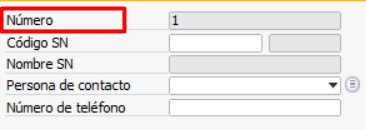 Número 1
Código SN
Nombre SN
Persona de contacto
Número de teléfono